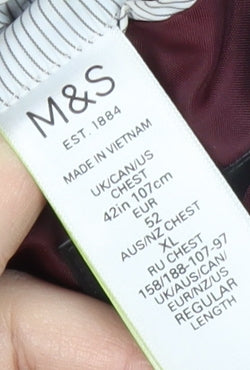 M&S
EST. 1884
MADE IN VIETNAM
UK/CAN/US
CHEST
42in 107cm
EUR
52
AUS/NZ CHEST
XL
RU CHEST
158/188-107-97
UK/AUS/CAN/
EUR/NZ/US
REGULAR
LENGTH